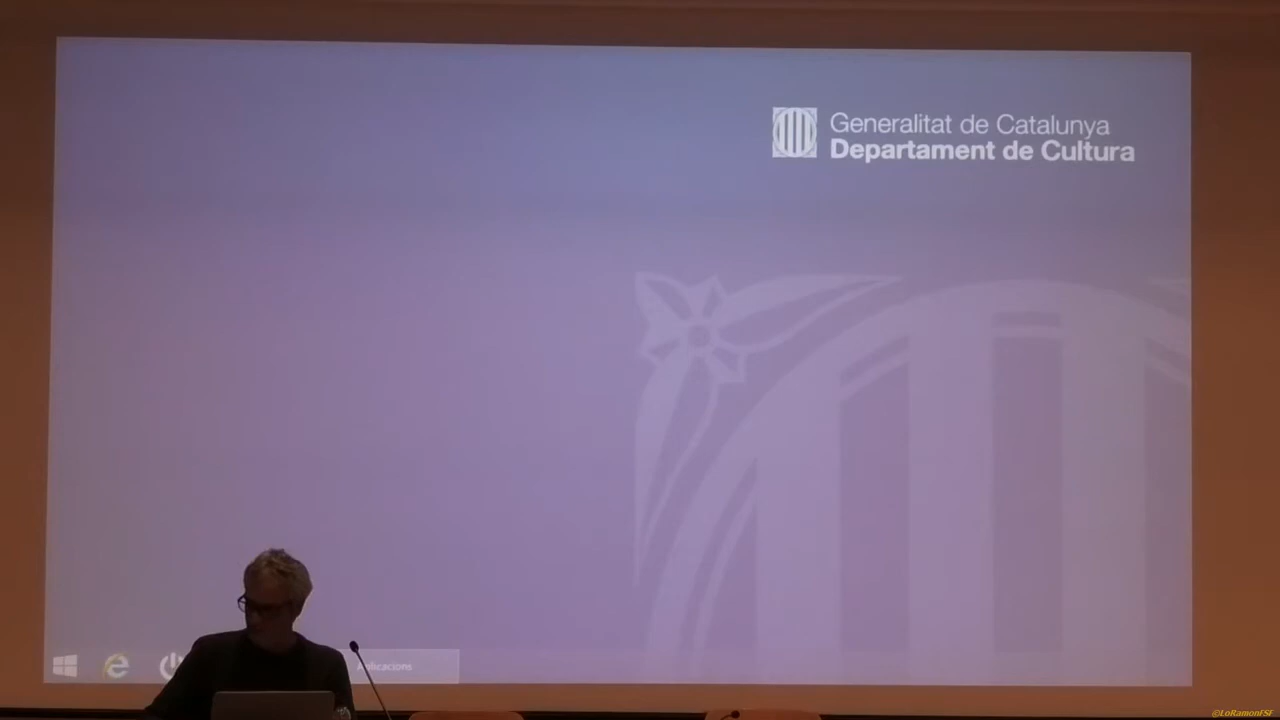 Generalitat de Catalunya
Departament de Cultura
Aplicacions
@LoRamonFSF